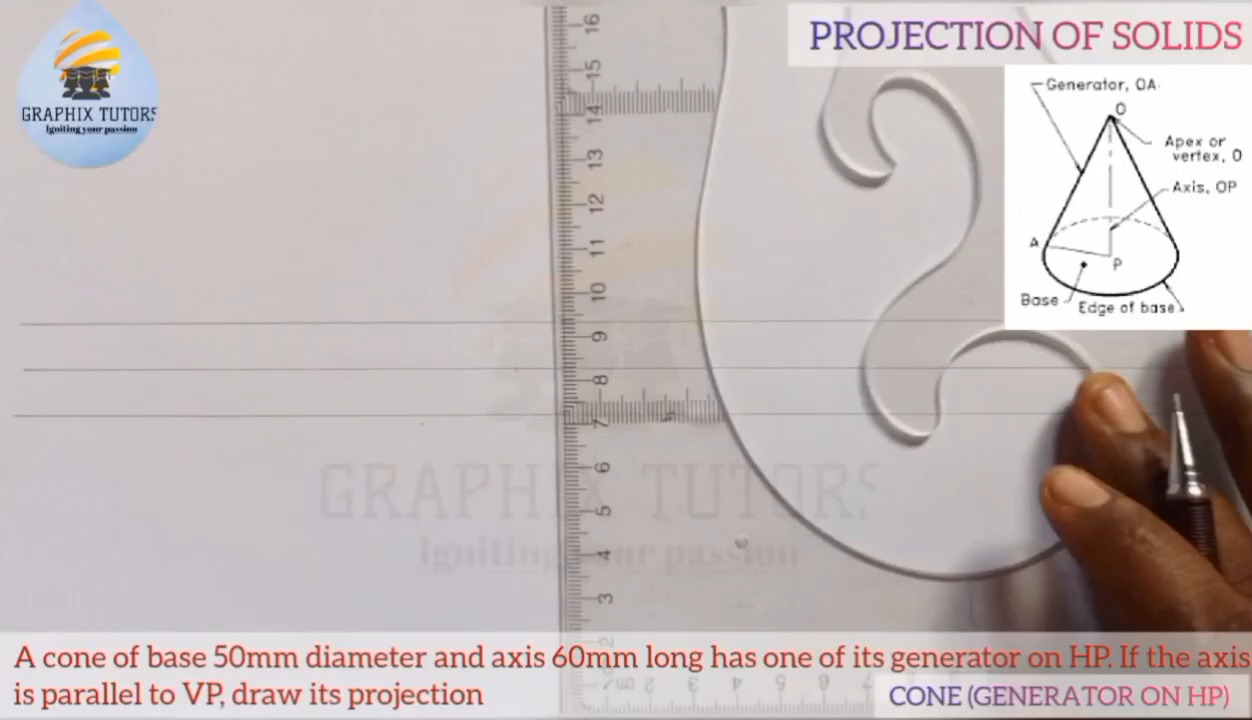 PROJECTION OF SOLIDS
GRAPHIX TUTORS
Igniting your passion
Generator, OA
O
Apex or
vertex, O
Axis, OP
A
P
Base
Edge of base
16
15
14
13
12
11
10
9
8
7
6
5
4
3
2
GRAPHIX TUTORS
Igniting your passion
A cone of base 50mm diameter and axis 60mm long has one of its generator on HP. If the axis
is parallel to VP, draw its projection
CONE (GENERATOR ON HP)